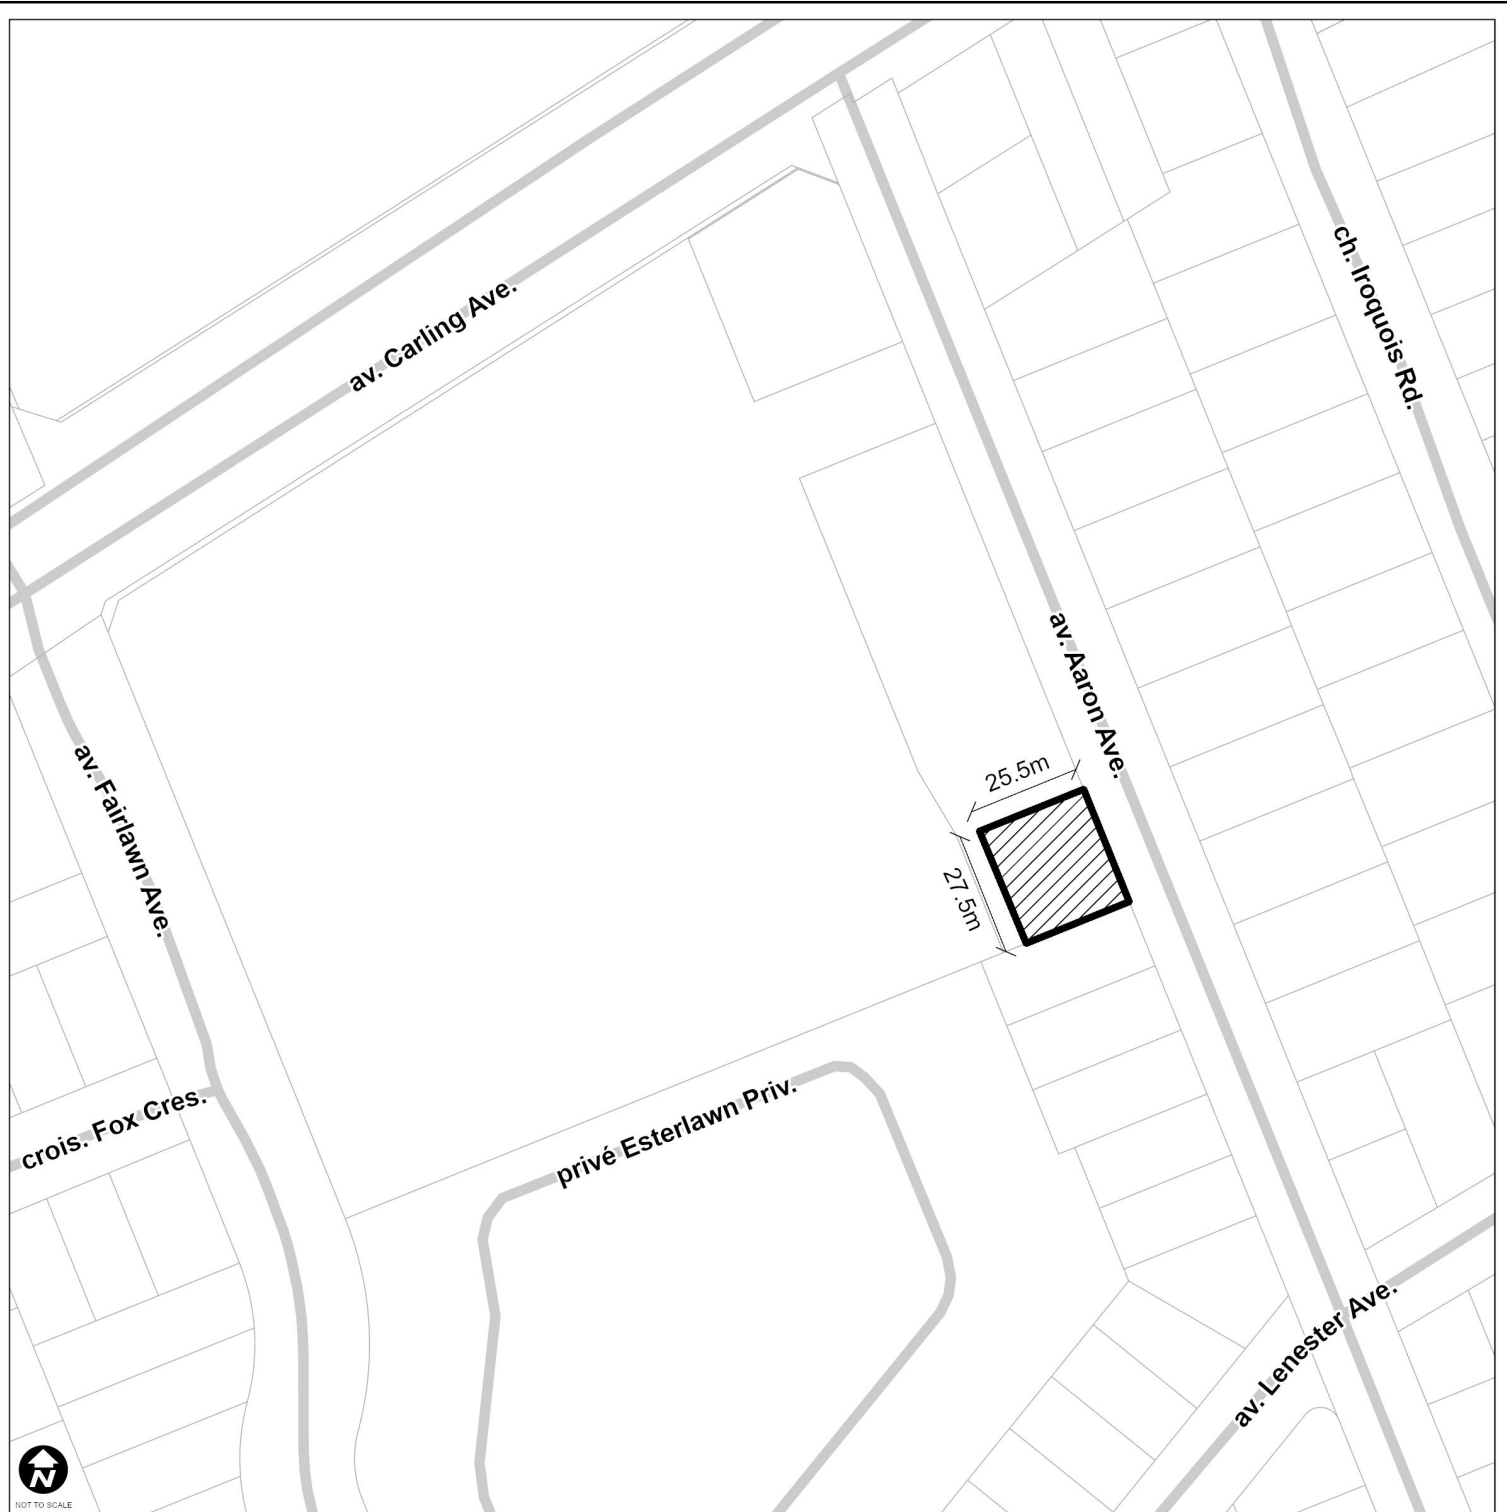 av. Carling Ave.
ch. Iroquois Rd.
av. Aaron Ave.
av. Fairlawn Ave.
25.5m
27.5m
crois. Fox Cres.
privé Esterlawn Priv.
av. Lenester Ave.
N
NOT TO SCALE